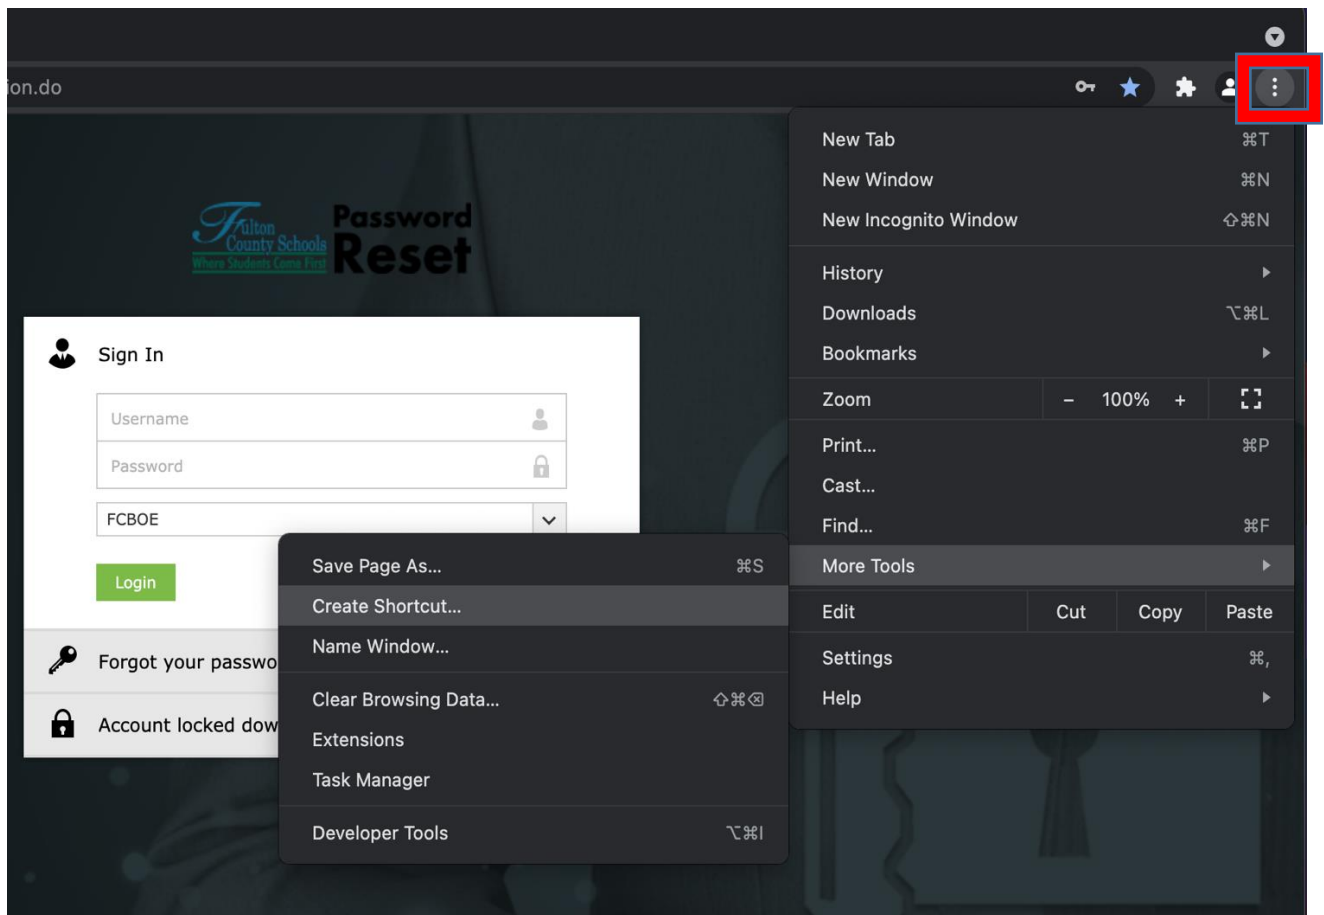 ion.do
Fulton
County Schools
Where Students Come First
Password
Reset
Sign In
Username
Password
FCBOE
Login
Forgot your passwo
Account locked dow
New Tab ⌘T
New Window ⌘N
New Incognito Window ⇧⌘N
History
Downloads ⌥⌘L
Bookmarks
Zoom − 100% +
Print... ⌘P
Cast...
Find... ⌘F
More Tools
Edit Cut Copy Paste
Settings ⌘,
Help
Save Page As... ⌘S
Create Shortcut...
Name Window...
Clear Browsing Data... ⇧⌘⌫
Extensions
Task Manager
Developer Tools ⌥⌘I